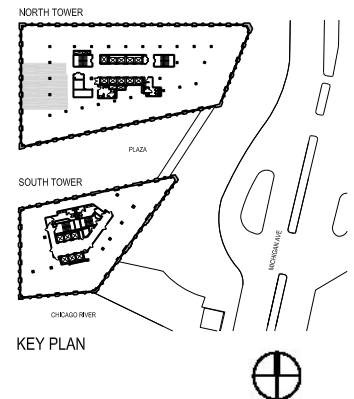 NORTH TOWER
PLAZA
SOUTH TOWER
MICHIGAN AVE
CHICAGO RIVER
KEY PLAN